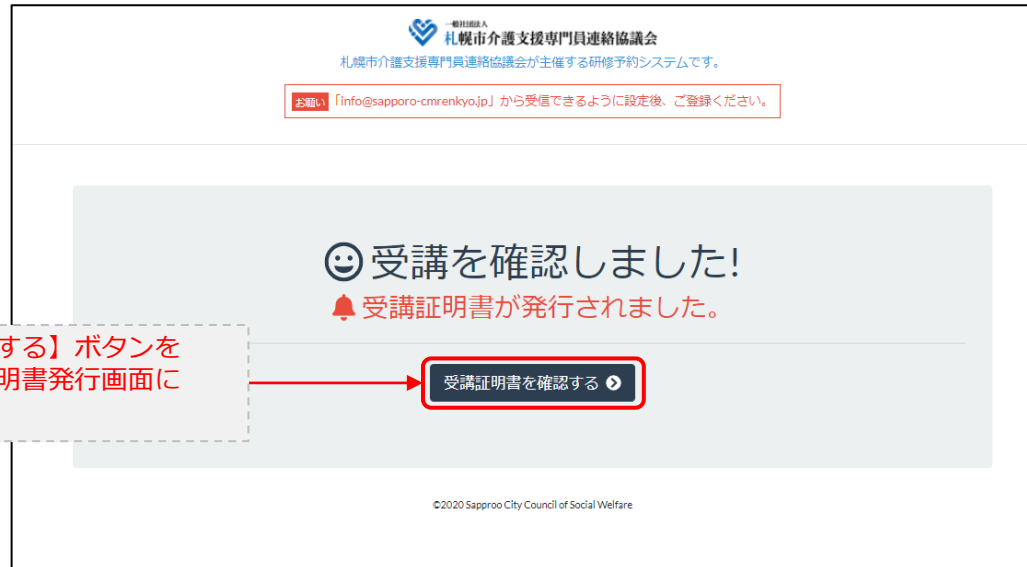 一般社団法人
札幌市介護支援専門員連絡協議会
札幌市介護支援専門員連絡協議会が主催する研修予約システムです。
お願い 「info@sapporo-cmrenkyo.jp」から受信できるように設定後、ご登録ください。
受講を確認しました!
受講証明書が発行されました。
する】ボタンを
明書発行画面に
受講証明書を確認する
©2020 Sapproo City Council of Social Welfare